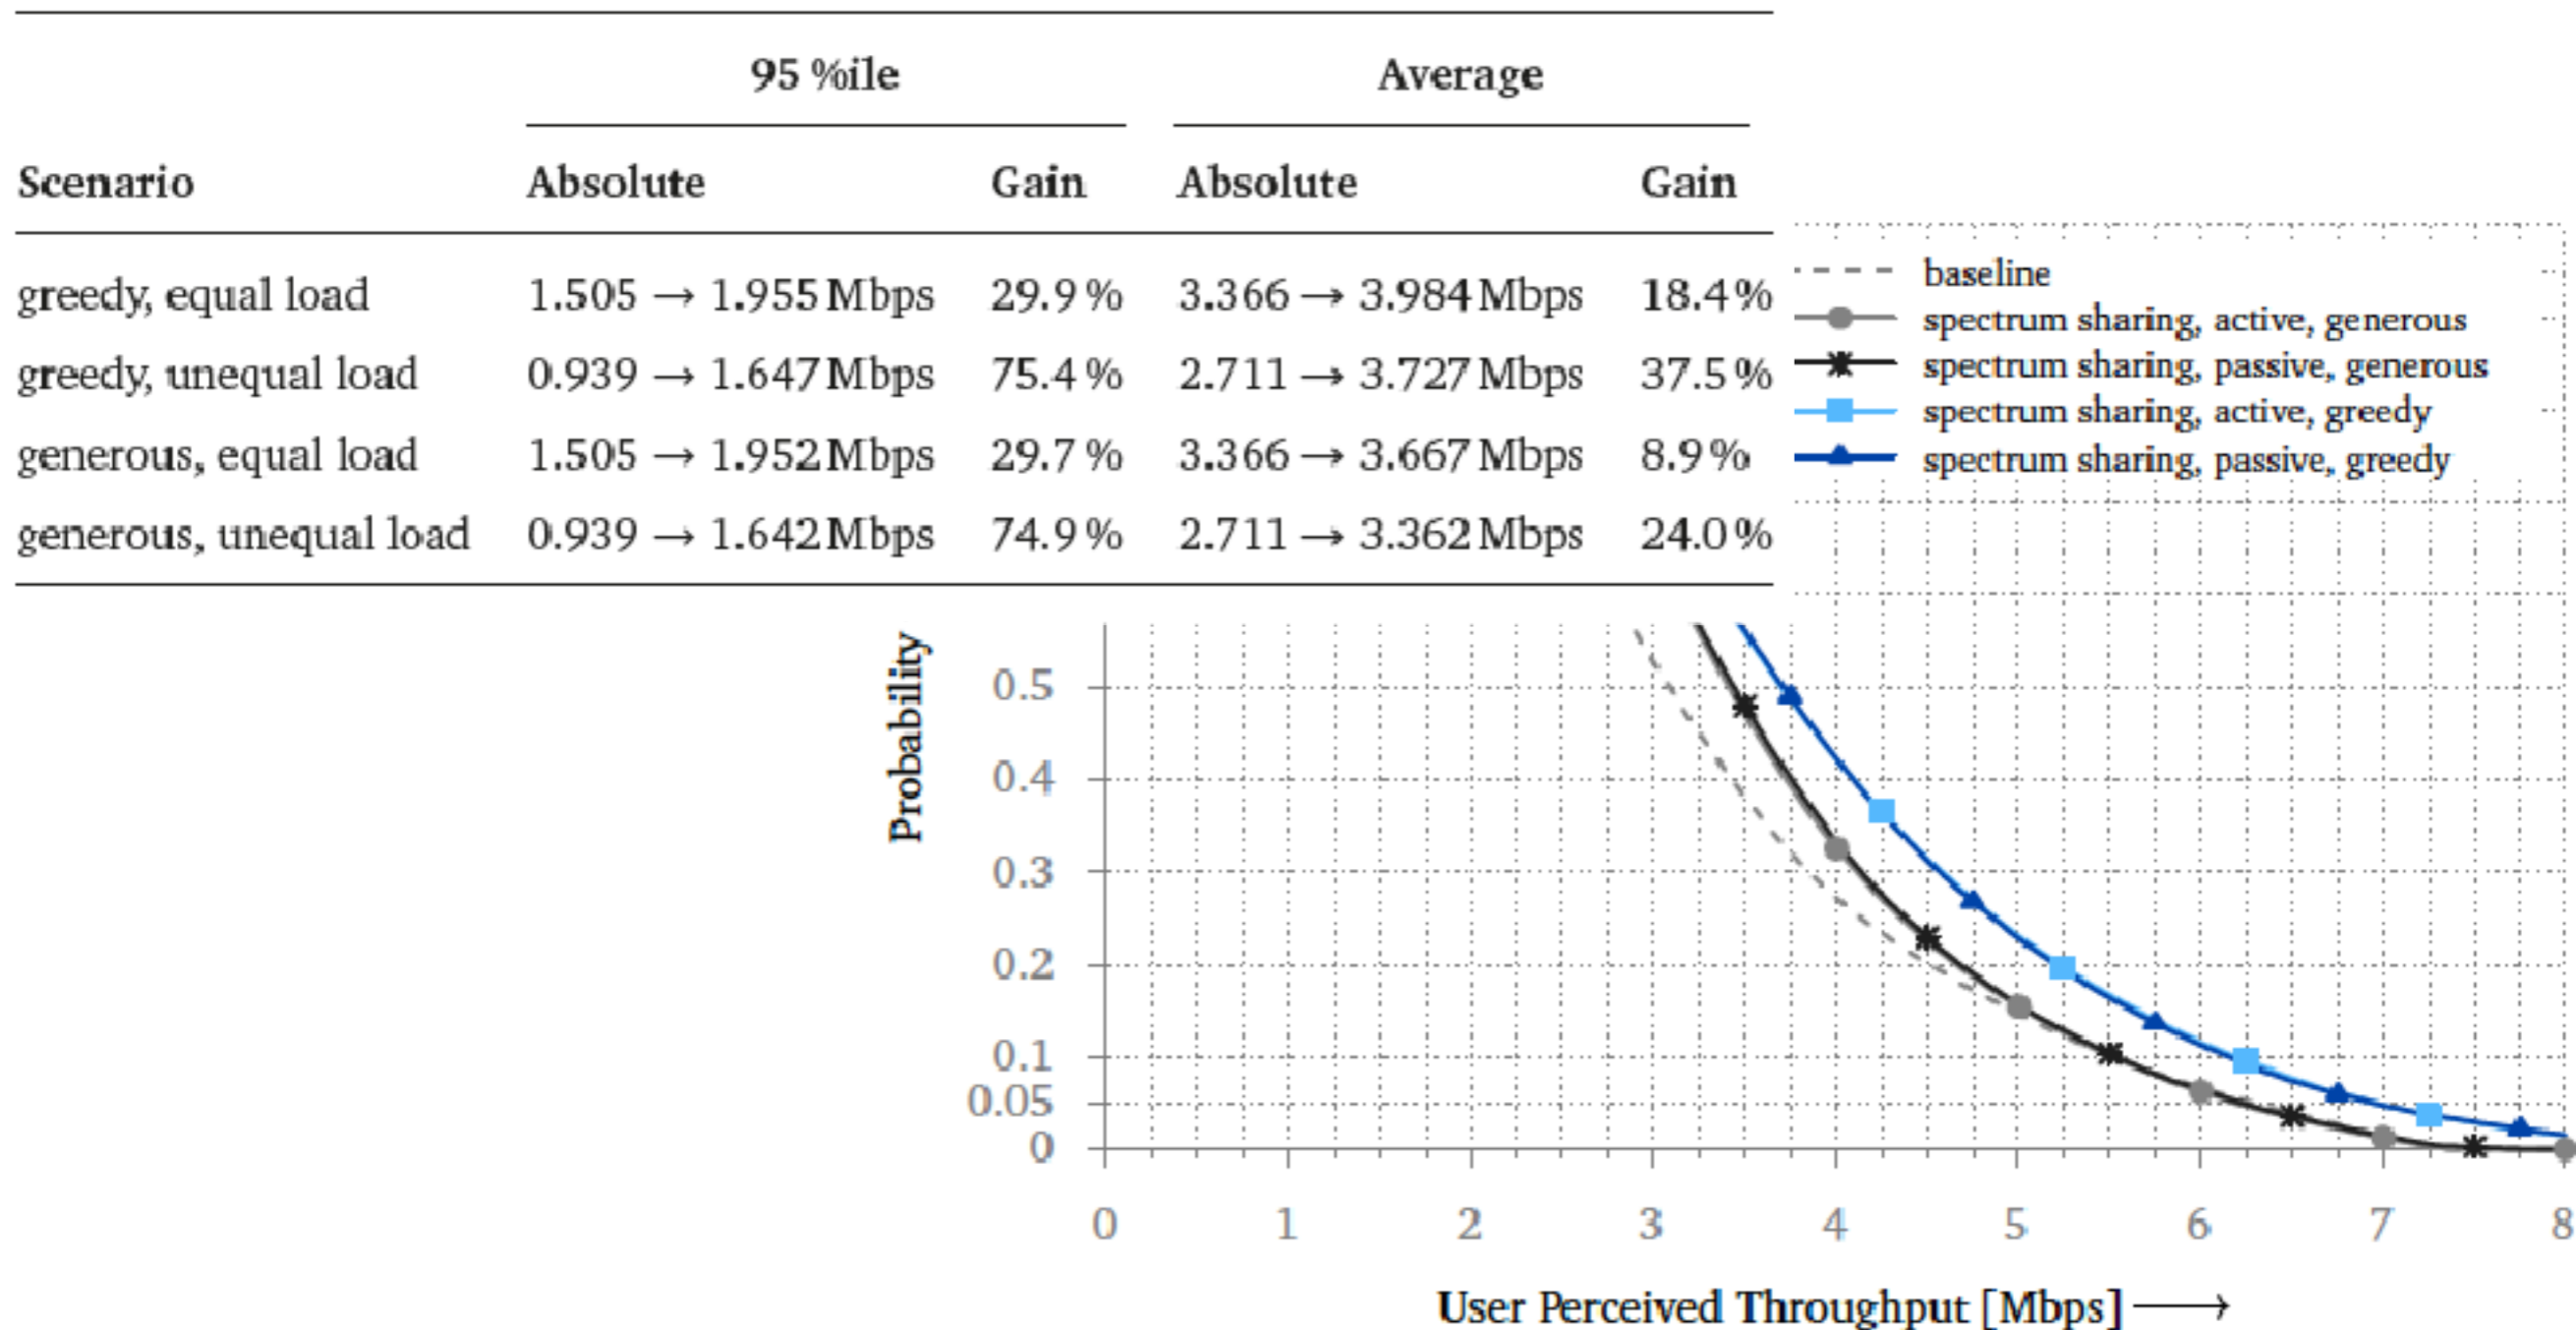 95 %ile Average
Scenario Absolute Gain Absolute Gain
greedy, equal load 1.505 → 1.955 Mbps 29.9 % 3.366 → 3.984 Mbps 18.4 %
greedy, unequal load 0.939 → 1.647 Mbps 75.4 % 2.711 → 3.727 Mbps 37.5 %
generous, equal load 1.505 → 1.952 Mbps 29.7 % 3.366 → 3.667 Mbps 8.9 %
generous, unequal load 0.939 → 1.642 Mbps 74.9 % 2.711 → 3.362 Mbps 24.0 %
baseline
spectrum sharing, active, generous
spectrum sharing, passive, generous
spectrum sharing, active, greedy
spectrum sharing, passive, greedy
Probability
0.5
0.4
0.3
0.2
0.1
0.05
0
0 1 2 3 4 5 6 7 8
User Perceived Throughput [Mbps] →